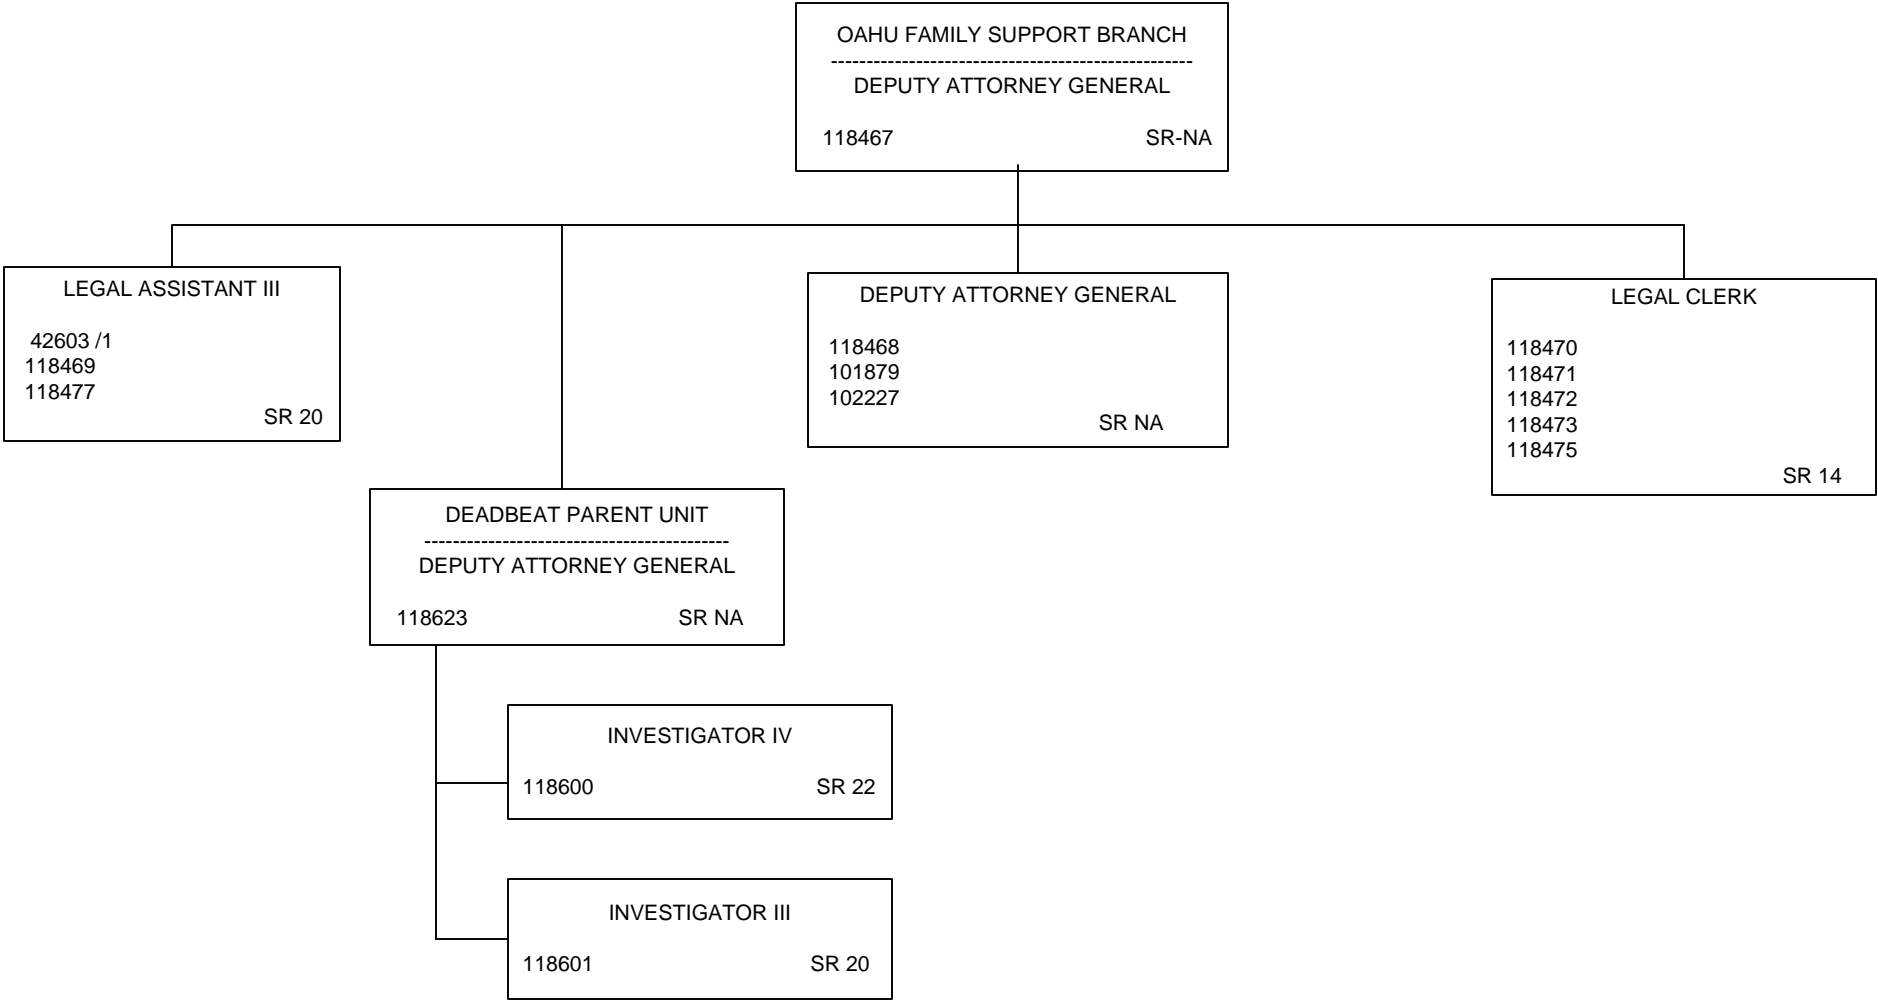 OAHU FAMILY SUPPORT BRANCH
---------------------------------------------------
DEPUTY ATTORNEY GENERAL
118467 SR-NA
LEGAL ASSISTANT III
42603 /1
118469
118477
SR 20
DEPUTY ATTORNEY GENERAL
118468
101879
102227
SR NA
LEGAL CLERK
118470
118471
118472
118473
118475
SR 14
DEADBEAT PARENT UNIT
-------------------------------------------
DEPUTY ATTORNEY GENERAL
118623 SR NA
INVESTIGATOR IV
118600 SR 22
INVESTIGATOR III
118601 SR 20